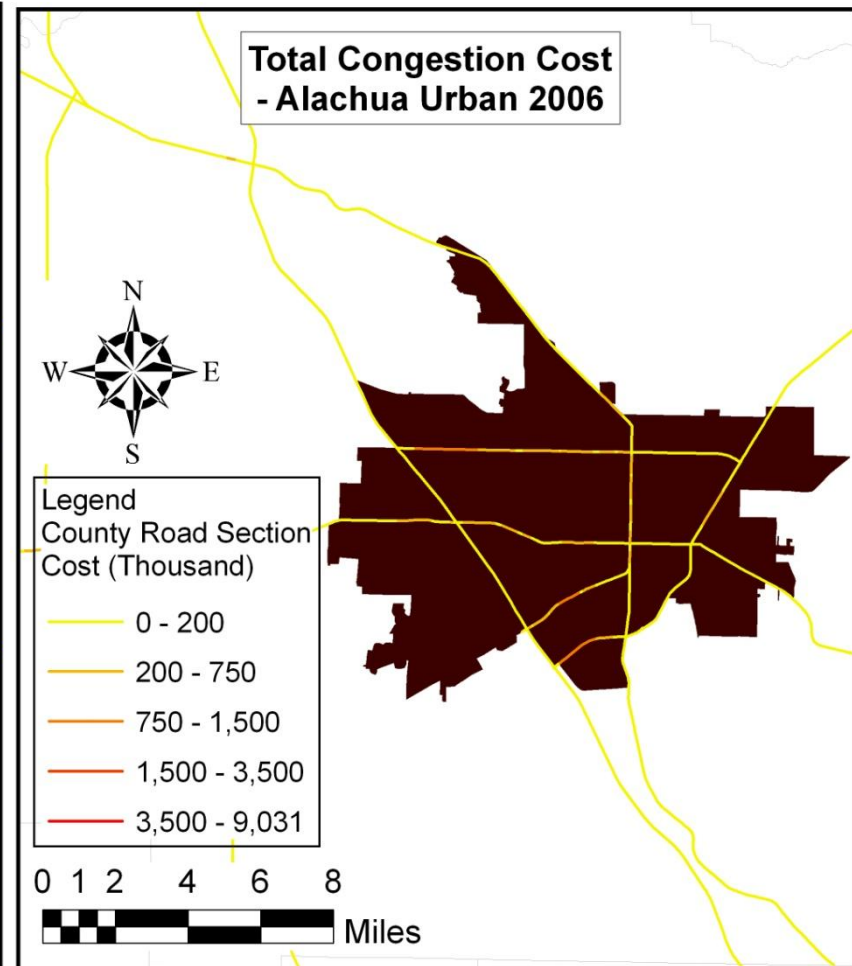 Total Congestion Cost
- Alachua Urban 2006
N
W
E
S
Legend
County Road Section
Cost (Thousand)
0 - 200
200 - 750
750 - 1,500
1,500 - 3,500
3,500 - 9,031
0 1 2 4 6 8
Miles